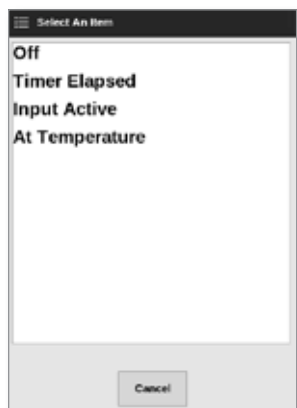 Select An Item
Off
Timer Elapsed
Input Active
At Temperature
Cancel